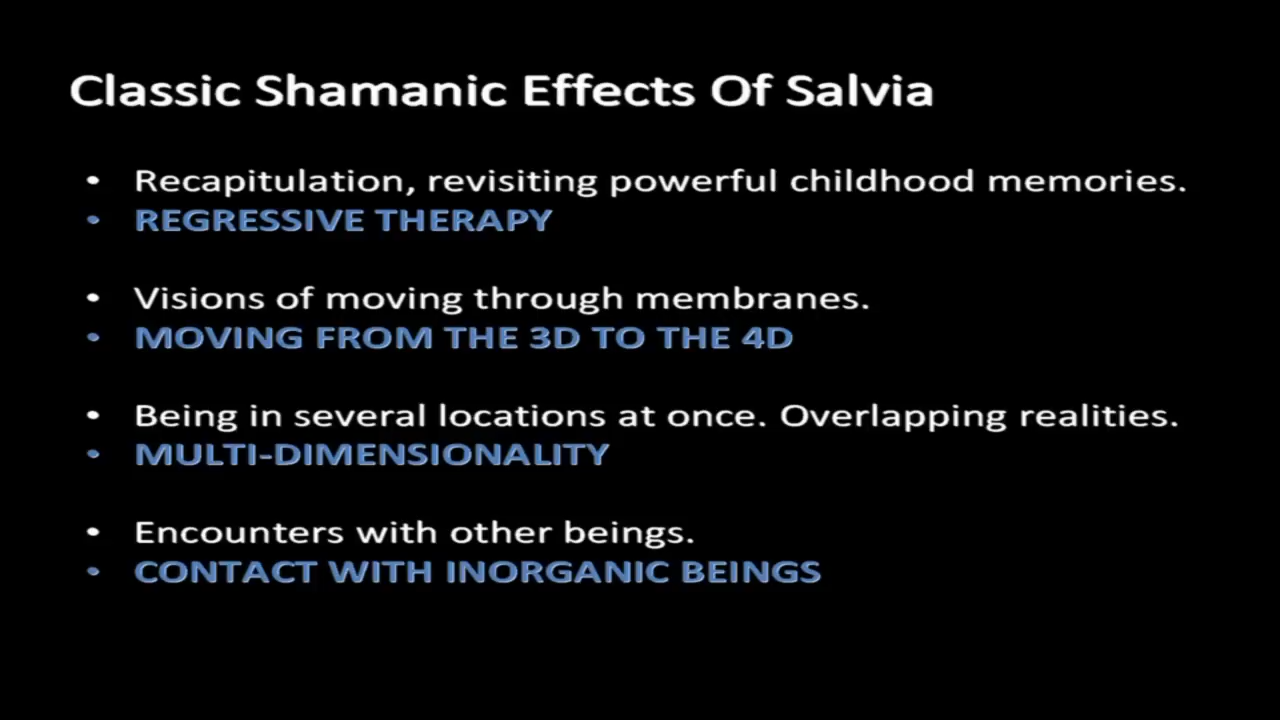 Classic Shamanic Effects Of Salvia
• Recapitulation, revisiting powerful childhood memories.
• REGRESSIVE THERAPY
• Visions of moving through membranes.
• MOVING FROM THE 3D TO THE 4D
• Being in several locations at once. Overlapping realities.
• MULTI-DIMENSIONALITY
• Encounters with other beings.
• CONTACT WITH INORGANIC BEINGS